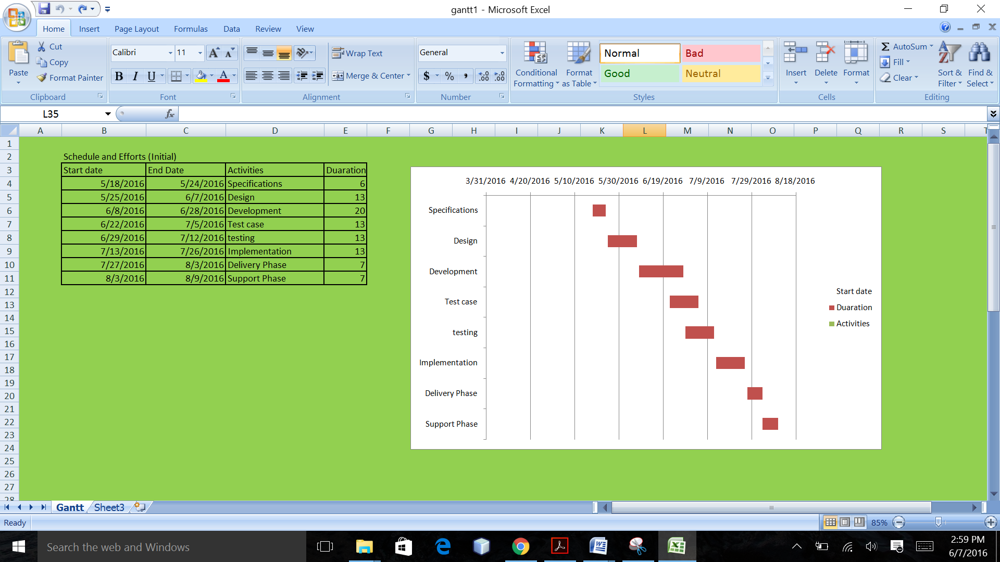 gantt1 - Microsoft Excel
Home Insert Page Layout Formulas Data Review View
Paste
Cut
Copy
Format Painter
Clipboard
Calibri 11
B I U
Font
Wrap Text
Merge & Center
Alignment
General
$ % ,
Number
Conditional Formatting
Format as Table
Normal Bad
Good Neutral
Styles
Insert Delete Format
Cells
AutoSum
Fill
Clear
Sort & Filter
Find & Select
Editing
L35 fx
A B C D E F G H I J K L M N O P Q R S T
1
2 Schedule and Efforts (Initial)
3 Start date End Date Activities Duaration
4 5/18/2016 5/24/2016 Specifications 6
5 5/25/2016 6/7/2016 Design 13
6 6/8/2016 6/28/2016 Development 20
7 6/22/2016 7/5/2016 Test case 13
8 6/29/2016 7/12/2016 testing 13
9 7/13/2016 7/26/2016 Implementation 13
10 7/27/2016 8/3/2016 Delivery Phase 7
11 8/3/2016 8/9/2016 Support Phase 7
12
13
14
15
16
17
18
19
20
21
22
23
24
25
26
27
28
3/31/2016 4/20/2016 5/10/2016 5/30/2016 6/19/2016 7/9/2016 7/29/2016 8/18/2016
Specifications
Design
Development
Test case
testing
Implementation
Delivery Phase
Support Phase
Start date
Duaration
Activities
Gantt Sheet3
Ready 85%
Search the web and Windows
2:59 PM
6/7/2016